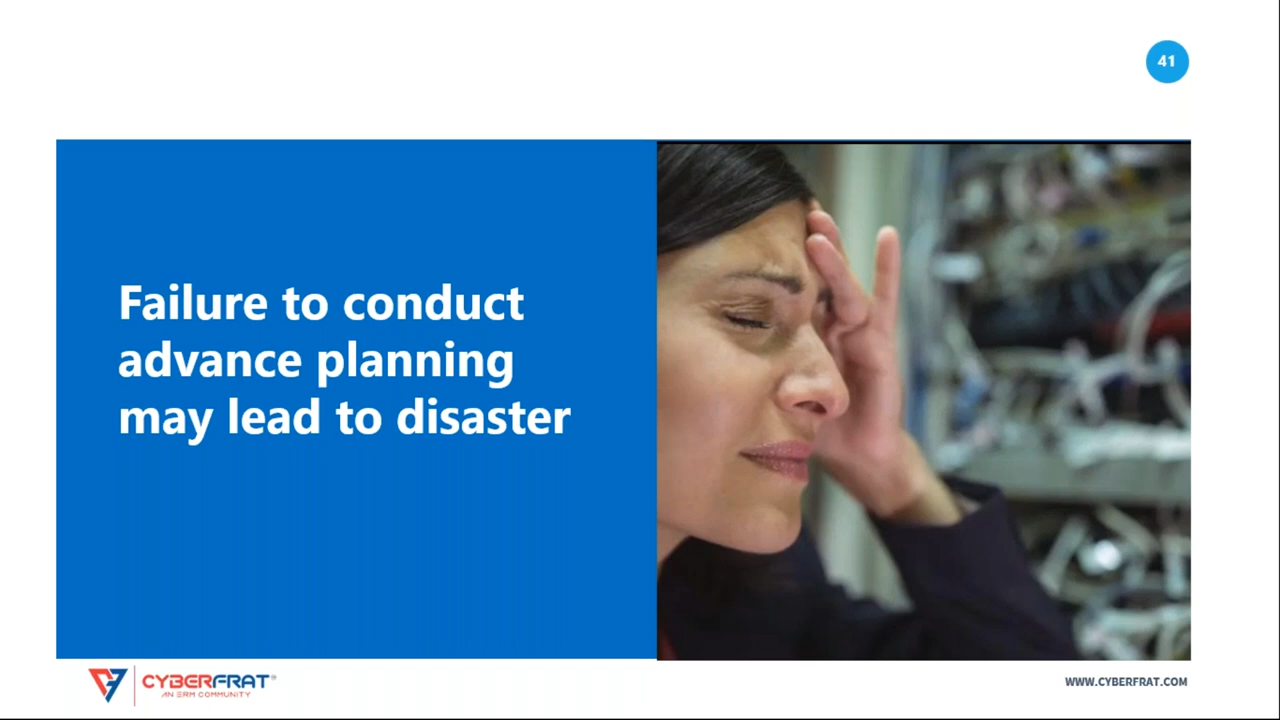 41
Failure to conduct
advance planning
may lead to disaster
CYBERFRAT®
AN ERM COMMUNITY
WWW.CYBERFRAT.COM